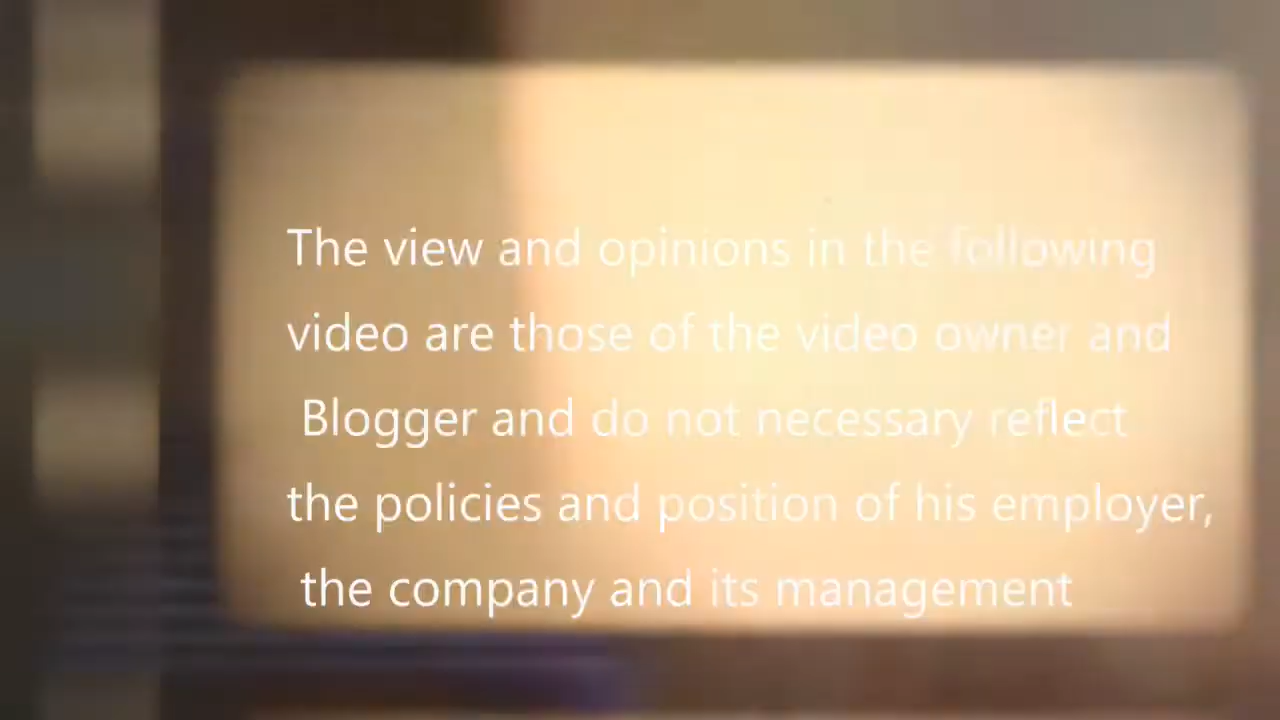 The view and opinions in the following
video are those of the video owner and
Blogger and do not necessary reflect
the policies and position of his employer,
the company and its management